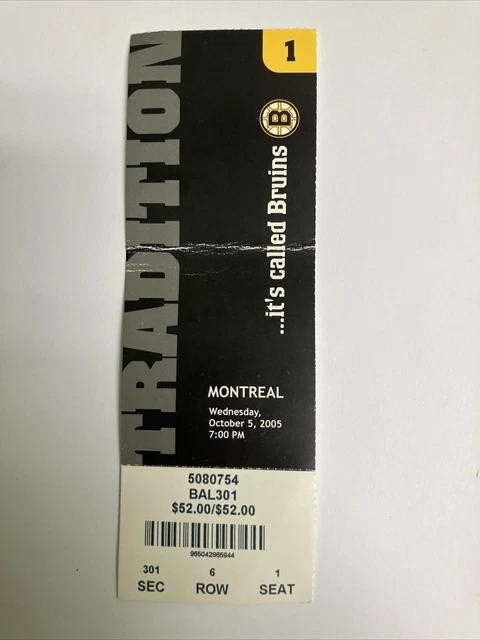 1
TRADITION
B
...it's called Bruins
MONTREAL
Wednesday,
October 5, 2005
7:00 PM
5080754
BAL301
$52.00/$52.00
965042865944
301 6 1
SEC ROW SEAT